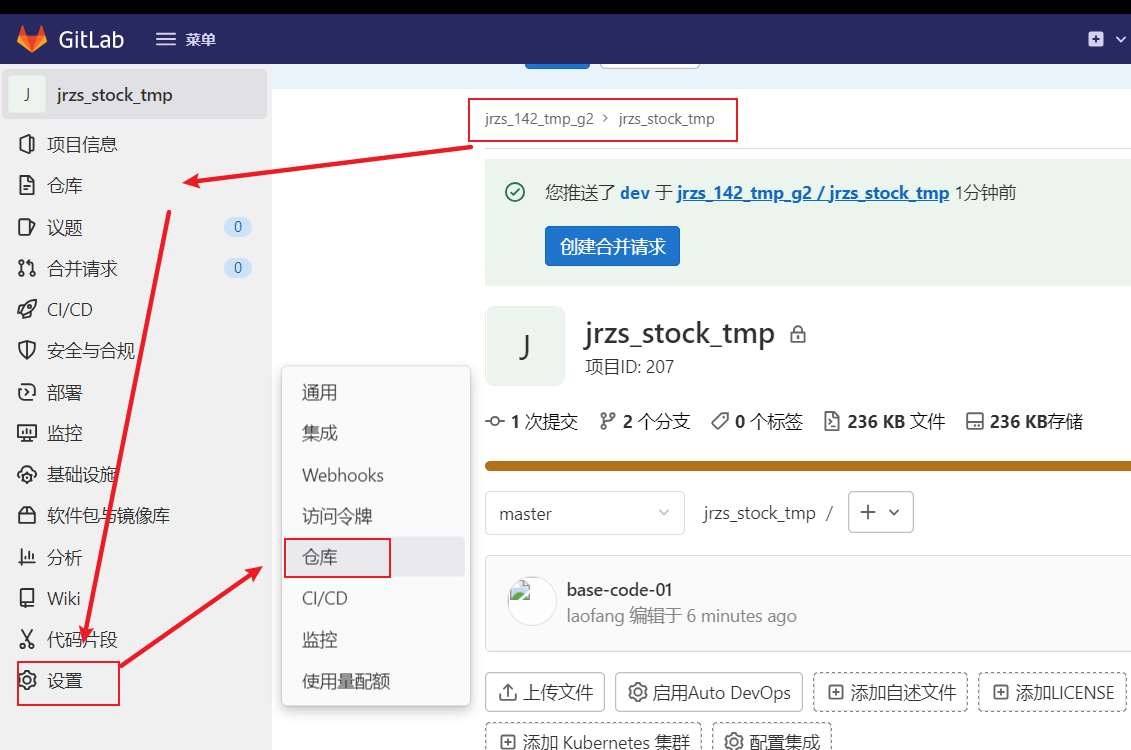 GitLab 菜单
J jrzs_stock_tmp
项目信息
仓库
议题 0
合并请求 0
CI/CD
安全与合规
部署
监控
基础设施
软件包与镜像库
分析
Wiki
代码片段
设置
通用
集成
Webhooks
访问令牌
仓库
CI/CD
监控
使用量配额
jrzs_142_tmp_g2 > jrzs_stock_tmp
您推送了 dev 于 jrzs_142_tmp_g2 / jrzs_stock_tmp 1分钟前
创建合并请求
J
jrzs_stock_tmp
项目ID: 207
1 次提交 2 个分支 0 个标签 236 KB 文件 236 KB存储
master jrzs_stock_tmp /
base-code-01
laofang 编辑于 6 minutes ago
上传文件 启用Auto DevOps 添加自述文件 添加LICENSE
添加 Kubernetes 集群 配置集成